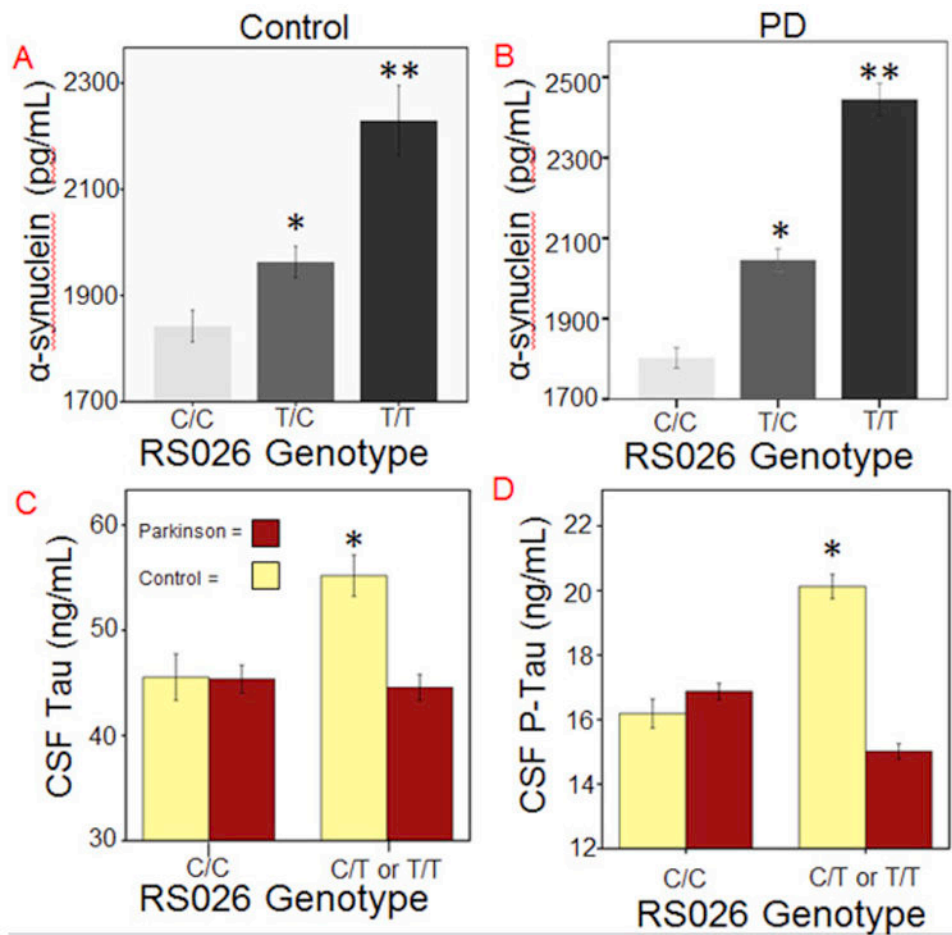 Control
A
α-synuclein (pg/mL)
2300
2100
1900
1700
*
**
C/C T/C T/T
RS026 Genotype
PD
B
α-synuclein (pg/mL)
2500
2300
2100
1900
1700
*
**
C/C T/C T/T
RS026 Genotype
C
CSF Tau (ng/mL)
60
50
40
30
Parkinson =
Control =
*
C/C C/T or T/T
RS026 Genotype
D
CSF P-Tau (ng/mL)
22
20
18
16
14
12
*
C/C C/T or T/T
RS026 Genotype